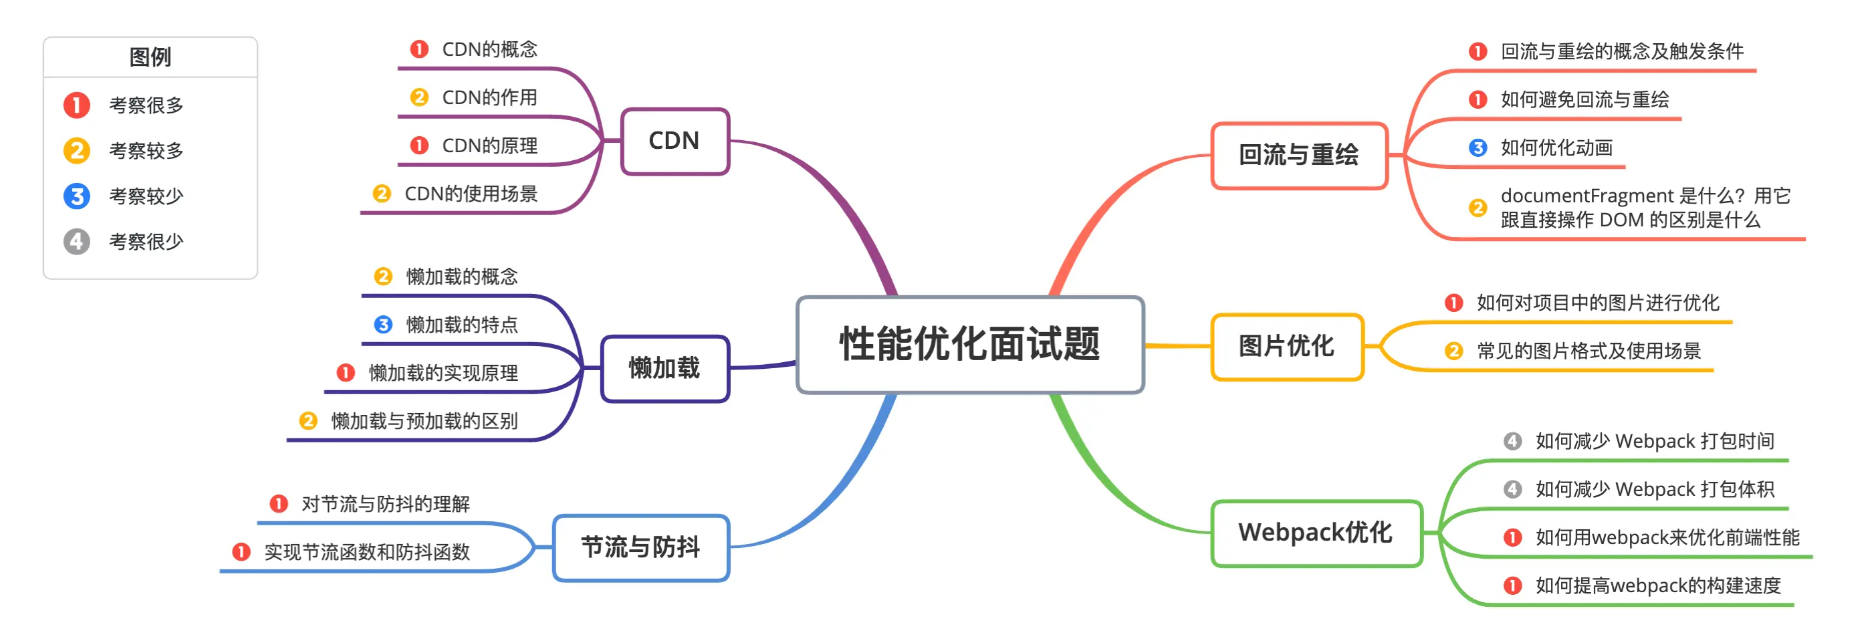 图例
1 考察很多
2 考察较多
3 考察较少
4 考察很少
性能优化面试题
CDN
1 CDN的概念
2 CDN的作用
1 CDN的原理
2 CDN的使用场景
懒加载
2 懒加载的概念
3 懒加载的特点
1 懒加载的实现原理
2 懒加载与预加载的区别
节流与防抖
1 对节流与防抖的理解
1 实现节流函数和防抖函数
回流与重绘
1 回流与重绘的概念及触发条件
1 如何避免回流与重绘
3 如何优化动画
2 documentFragment 是什么？用它
跟直接操作 DOM 的区别是什么
图片优化
1 如何对项目中的图片进行优化
2 常见的图片格式及使用场景
Webpack优化
4 如何减少 Webpack 打包时间
4 如何减少 Webpack 打包体积
1 如何用webpack来优化前端性能
1 如何提高webpack的构建速度